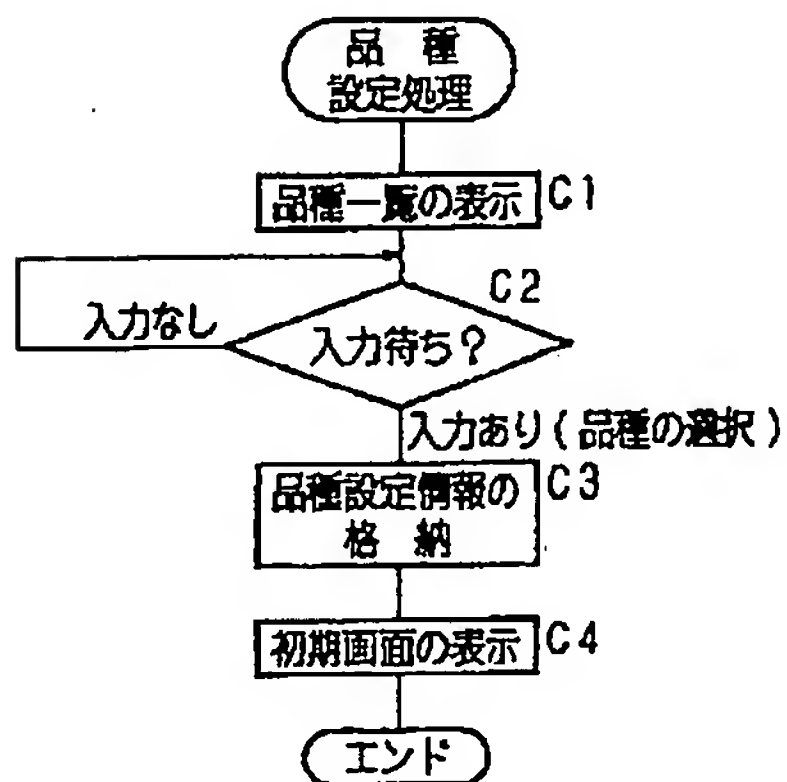 品 種
設定処理
品種一覧の表示 C1
C2
入力なし
入力待ち?
入力あり(品種の選択)
品種設定情報の C3
格 納
初期画面の表示 C4
エンド